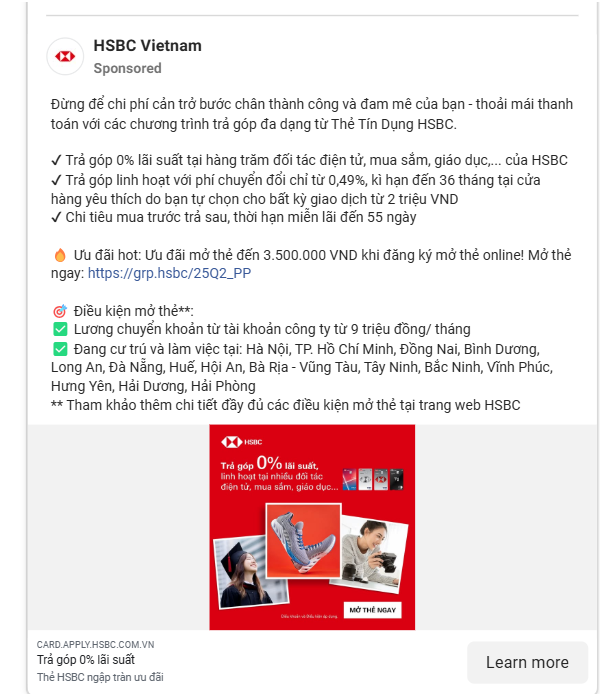 HSBC Vietnam
Sponsored
Đừng để chi phí cản trở bước chân thành công và đam mê của bạn - thoải mái thanh
toán với các chương trình trả góp đa dạng từ Thẻ Tín Dụng HSBC.
✓ Trả góp 0% lãi suất tại hàng trăm đối tác điện tử, mua sắm, giáo dục,... của HSBC
✓ Trả góp linh hoạt với phí chuyển đổi chỉ từ 0,49%, kì hạn đến 36 tháng tại cửa
hàng yêu thích do bạn tự chọn cho bất kỳ giao dịch từ 2 triệu VND
✓ Chi tiêu mua trước trả sau, thời hạn miễn lãi đến 55 ngày
🔥 Ưu đãi hot: Ưu đãi mở thẻ đến 3.500.000 VND khi đăng ký mở thẻ online! Mở thẻ
ngay: https://grp.hsbc/25Q2_PP
🎯 Điều kiện mở thẻ**:
✅ Lương chuyển khoản từ tài khoản công ty từ 9 triệu đồng/ tháng
✅ Đang cư trú và làm việc tại: Hà Nội, TP. Hồ Chí Minh, Đồng Nai, Bình Dương,
Long An, Đà Nẵng, Huế, Hội An, Bà Rịa - Vũng Tàu, Tây Ninh, Bắc Ninh, Vĩnh Phúc,
Hưng Yên, Hải Dương, Hải Phòng
** Tham khảo thêm chi tiết đầy đủ các điều kiện mở thẻ tại trang web HSBC
HSBC
Trả góp 0% lãi suất,
linh hoạt tại nhiều đối tác
điện tử, mua sắm, giáo dục...
MỞ THẺ NGAY
Điều khoản và Điều kiện áp dụng.
CARD.APPLY.HSBC.COM.VN
Trả góp 0% lãi suất
Thẻ HSBC ngập tràn ưu đãi
Learn more